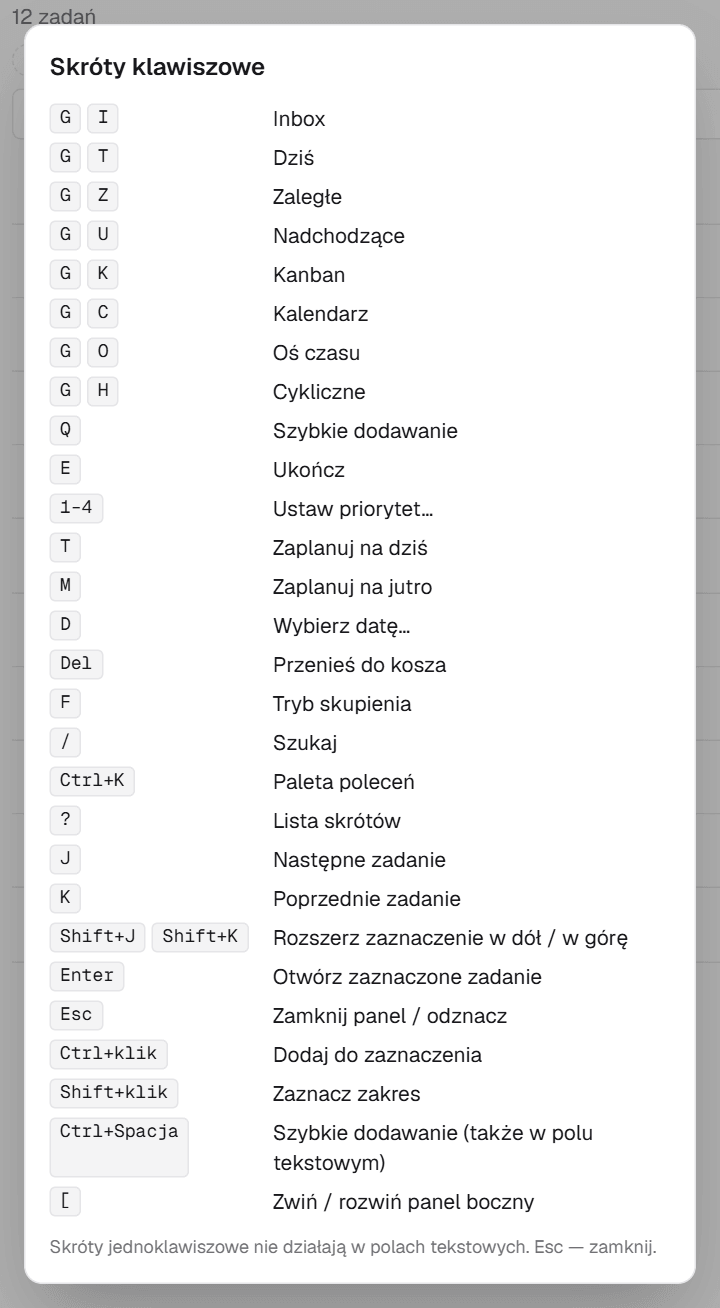 12 zadań
Skróty klawiszowe
G I Inbox
G T Dziś
G Z Zaległe
G U Nadchodzące
G K Kanban
G C Kalendarz
G O Oś czasu
G H Cykliczne
Q Szybkie dodawanie
E Ukończ
1–4 Ustaw priorytet…
T Zaplanuj na dziś
M Zaplanuj na jutro
D Wybierz datę…
Del Przenieś do kosza
F Tryb skupienia
/ Szukaj
Ctrl+K Paleta poleceń
? Lista skrótów
J Następne zadanie
K Poprzednie zadanie
Shift+J Shift+K Rozszerz zaznaczenie w dół / w górę
Enter Otwórz zaznaczone zadanie
Esc Zamknij panel / odznacz
Ctrl+klik Dodaj do zaznaczenia
Shift+klik Zaznacz zakres
Ctrl+Spacja Szybkie dodawanie (także w polu
tekstowym)
[ Zwiń / rozwiń panel boczny
Skróty jednoklawiszowe nie działają w polach tekstowych. Esc — zamknij.